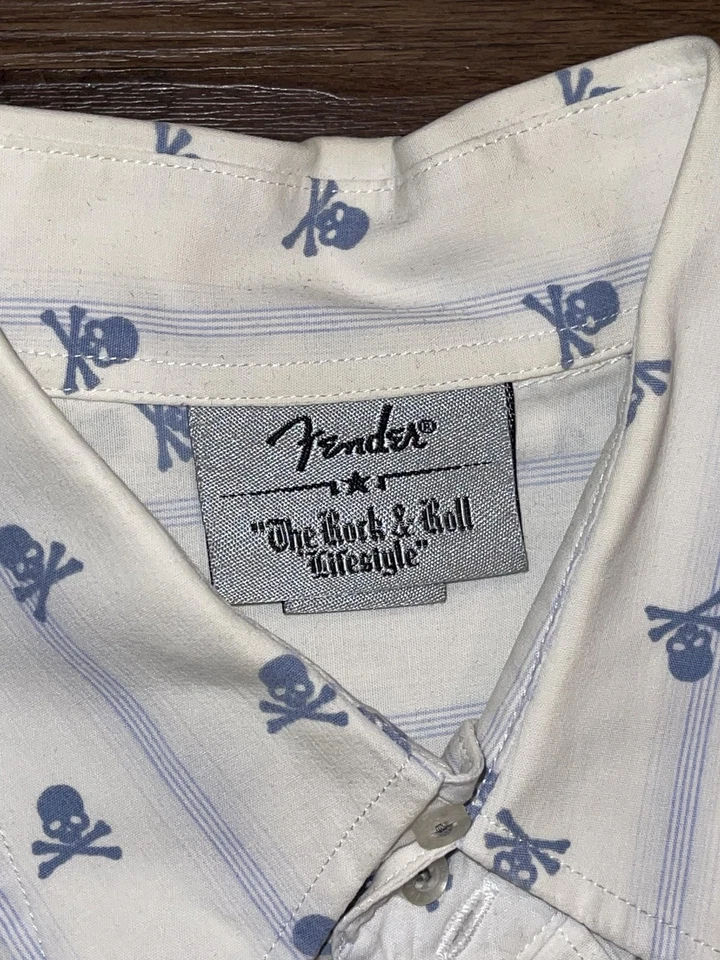 Fender®
"The Rock & Roll
Lifestyle"